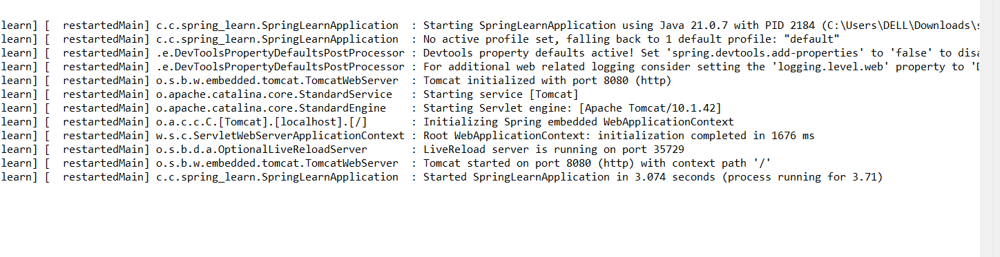 learn] [  restartedMain] c.c.spring_learn.SpringLearnApplication  : Starting SpringLearnApplication using Java 21.0.7 with PID 2184 (C:\Users\DELL\Downloads\
learn] [  restartedMain] c.c.spring_learn.SpringLearnApplication  : No active profile set, falling back to 1 default profile: "default"
learn] [  restartedMain] .e.DevToolsPropertyDefaultsPostProcessor : Devtools property defaults active! Set 'spring.devtools.add-properties' to 'false' to
learn] [  restartedMain] .e.DevToolsPropertyDefaultsPostProcessor : For additional web related logging consider setting the 'logging.level.web' property to
learn] [  restartedMain] o.s.b.w.embedded.tomcat.TomcatWebServer  : Tomcat initialized with port 8080 (http)
learn] [  restartedMain] o.apache.catalina.core.StandardService   : Starting service [Tomcat]
learn] [  restartedMain] o.apache.catalina.core.StandardEngine    : Starting Servlet engine: [Apache Tomcat/10.1.42]
learn] [  restartedMain] o.a.c.c.C.[Tomcat].[localhost].[/]       : Initializing Spring embedded WebApplicationContext
learn] [  restartedMain] w.s.c.ServletWebServerApplicationContext : Root WebApplicationContext: initialization completed in 1676 ms
learn] [  restartedMain] o.s.b.d.a.OptionalLiveReloadServer       : LiveReload server is running on port 35729
learn] [  restartedMain] o.s.b.w.embedded.tomcat.TomcatWebServer  : Tomcat started on port 8080 (http) with context path '/'
learn] [  restartedMain] c.c.spring_learn.SpringLearnApplication  : Started SpringLearnApplication in 3.074 seconds (process running for 3.71)